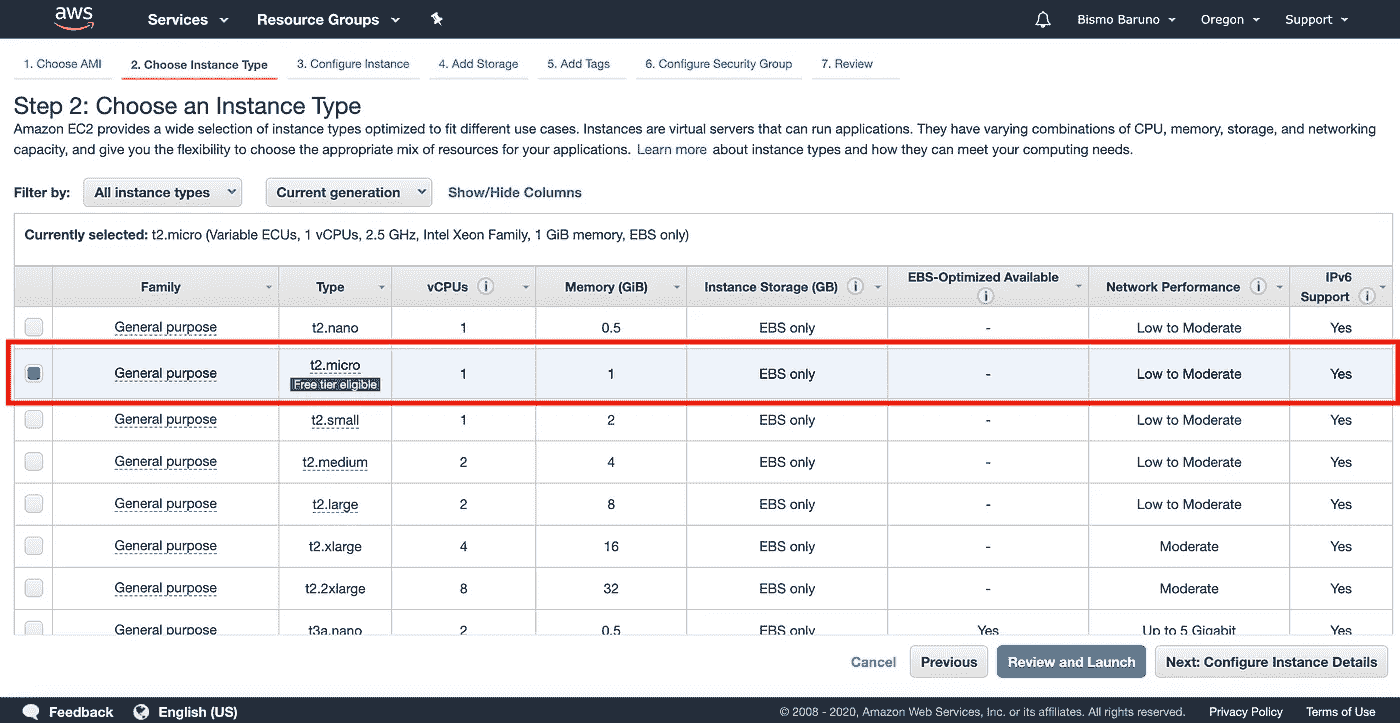 aws Services Resource Groups Bismo Baruno Oregon Support
1. Choose AMI 2. Choose Instance Type 3. Configure Instance 4. Add Storage 5. Add Tags 6. Configure Security Group 7. Review
Step 2: Choose an Instance Type
Amazon EC2 provides a wide selection of instance types optimized to fit different use cases. Instances are virtual servers that can run applications. They have varying combinations of CPU, memory, storage, and networking
capacity, and give you the flexibility to choose the appropriate mix of resources for your applications. Learn more about instance types and how they can meet your computing needs.
Filter by: All instance types Current generation Show/Hide Columns
Currently selected: t2.micro (Variable ECUs, 1 vCPUs, 2.5 GHz, Intel Xeon Family, 1 GiB memory, EBS only)
Family Type vCPUs i Memory (GiB) Instance Storage (GB) i EBS-Optimized Available i Network Performance i IPv6 Support i
General purpose t2.nano 1 0.5 EBS only - Low to Moderate Yes
General purpose t2.micro Free tier eligible 1 1 EBS only - Low to Moderate Yes
General purpose t2.small 1 2 EBS only - Low to Moderate Yes
General purpose t2.medium 2 4 EBS only - Low to Moderate Yes
General purpose t2.large 2 8 EBS only - Low to Moderate Yes
General purpose t2.xlarge 4 16 EBS only - Moderate Yes
General purpose t2.2xlarge 8 32 EBS only - Moderate Yes
General purpose t3a.nano 2 0.5 EBS only Yes Up to 5 Gigabit Yes
Cancel Previous Review and Launch Next: Configure Instance Details
Feedback English (US) © 2008 - 2020, Amazon Web Services, Inc. or its affiliates. All rights reserved. Privacy Policy Terms of Use